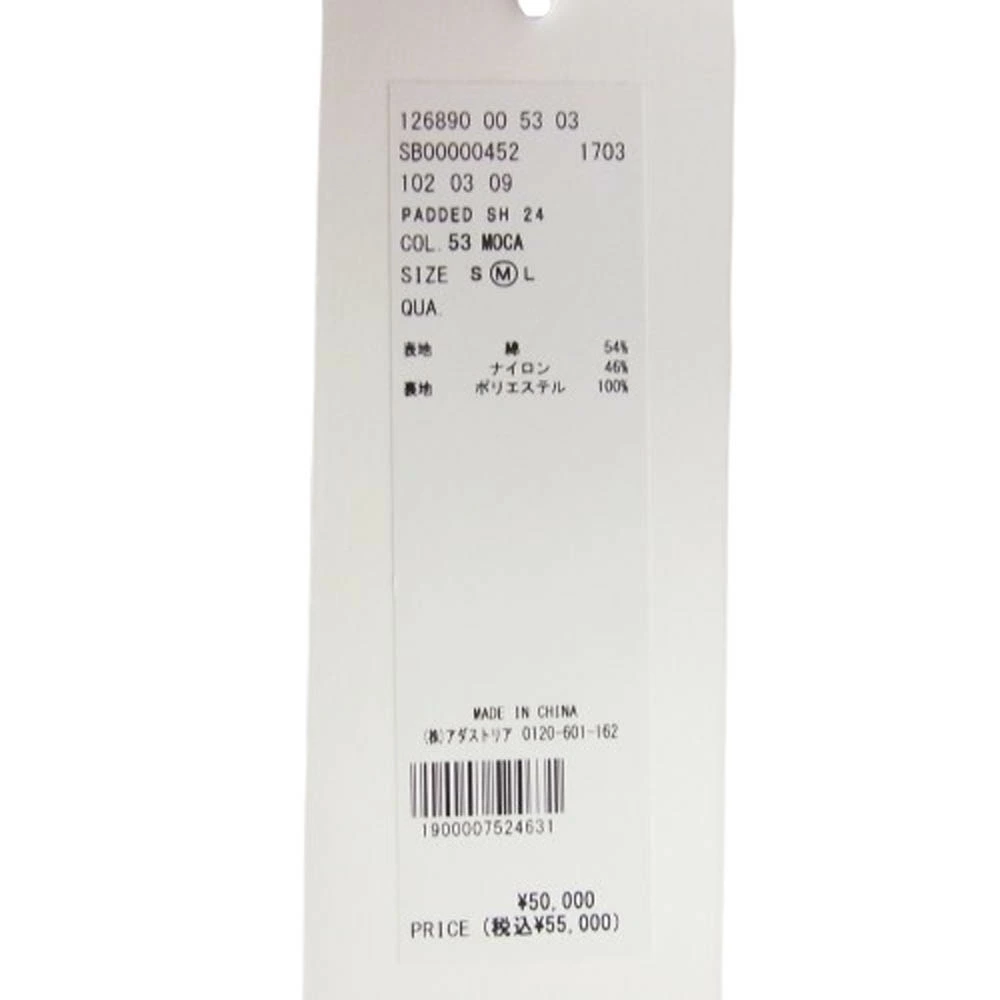 126890 00 53 03
SB00000452 1703
102 03 09
PADDED SH 24
COL. 53 MOCA
SIZE S M L
QUA.
表地 綿 54%
ナイロン 46%
裏地 ポリエステル 100%
MADE IN CHINA
(株)アダストリア 0120-601-162
1900007524631
¥50,000
PRICE (税込¥55,000)